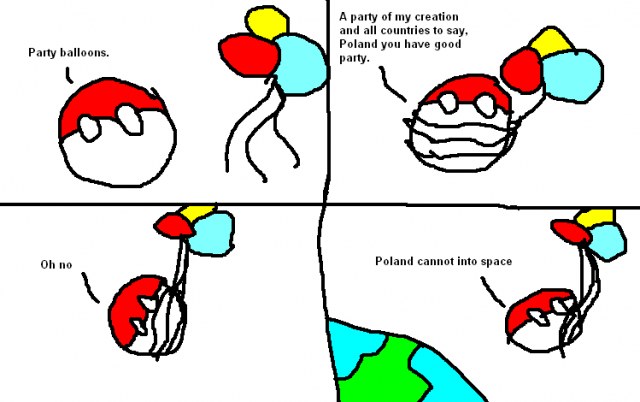 Party balloons.
A party of my creation
and all countries to say,
Poland you have good
party.
Oh no
Poland cannot into space